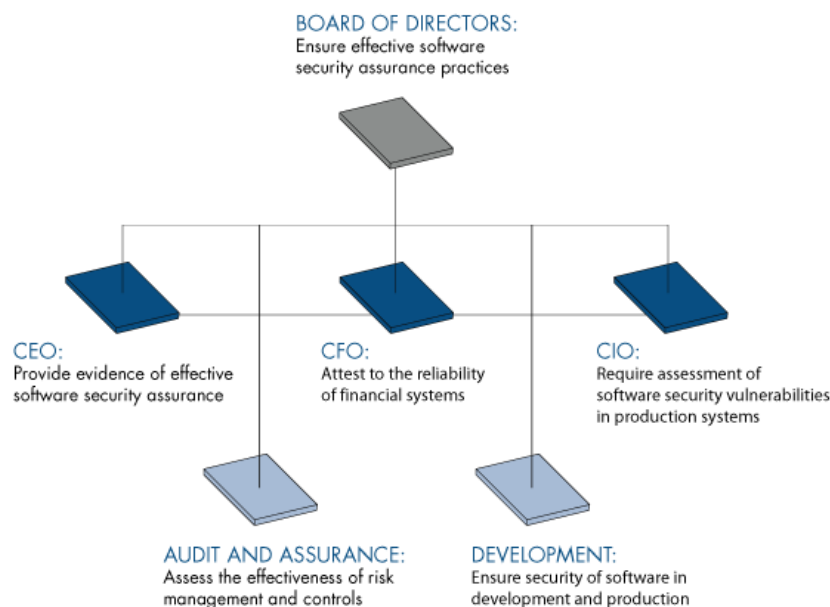 BOARD OF DIRECTORS:
Ensure effective software
security assurance practices
CEO:
Provide evidence of effective
software security assurance
CFO:
Attest to the reliability
of financial systems
CIO:
Require assessment of
software security vulnerabilities
in production systems
AUDIT AND ASSURANCE:
Assess the effectiveness of risk
management and controls
DEVELOPMENT:
Ensure security of software in
development and production